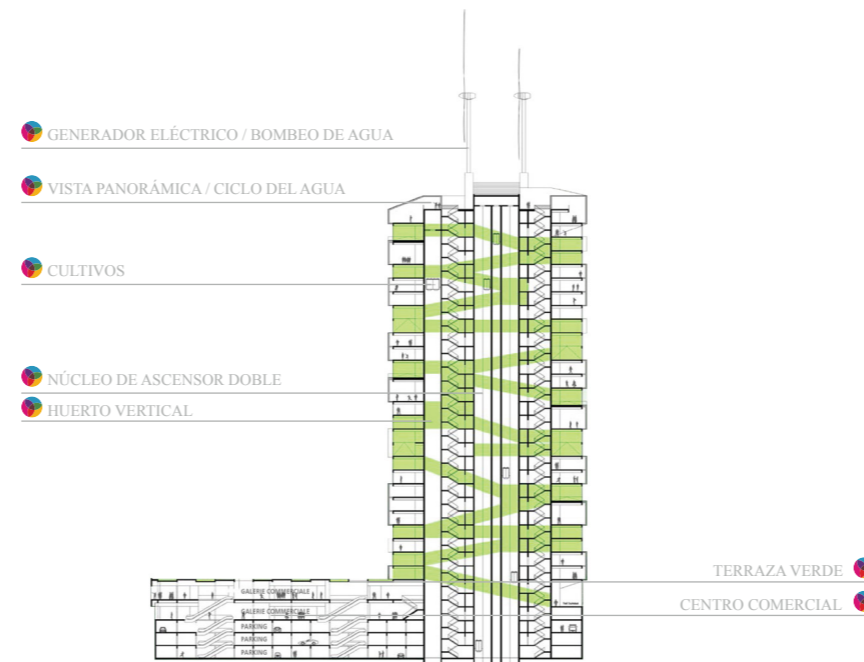 GENERADOR ELÉCTRICO / BOMBEO DE AGUA
VISTA PANORÁMICA / CICLO DEL AGUA
CULTIVOS
NÚCLEO DE ASCENSOR DOBLE
HUERTO VERTICAL
TERRAZA VERDE
CENTRO COMERCIAL
GALERIE COMMERCIALE
GALERIE COMMERCIALE
PARKING
PARKING
PARKING